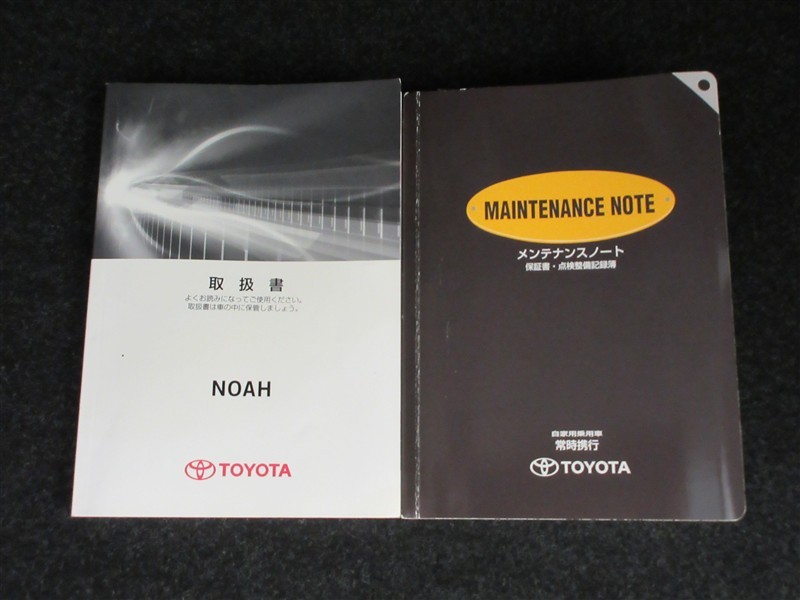 取扱書
よくお読みになってご使用ください。
取扱書は車の中に保管しましょう。
NOAH
TOYOTA
MAINTENANCE NOTE
メンテナンスノート
保証書・点検整備記録簿
自家用乗用車
常時携行
TOYOTA